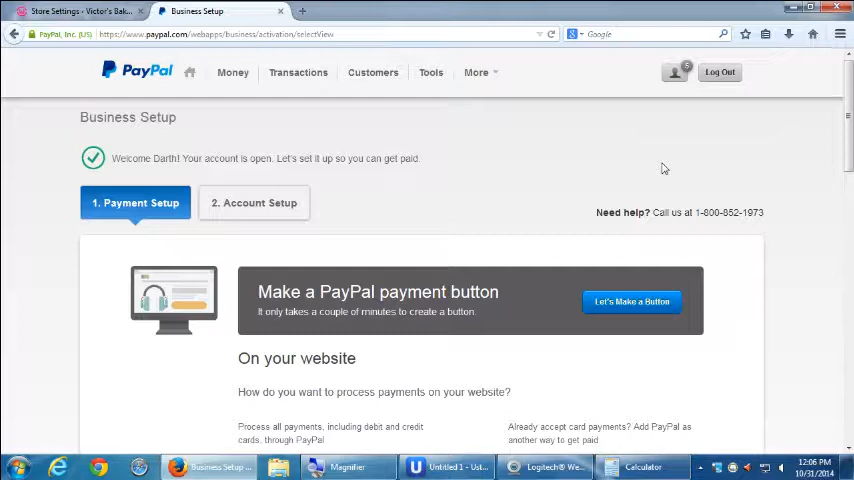 Store Settings - Victor's Bak...
Business Setup
PayPal, Inc. (US)
https://www.paypal.com/webapps/business/activation/selectView
Google
PayPal
Money
Transactions
Customers
Tools
More
5
Log Out
Business Setup
Welcome Darth! Your account is open. Let's set it up so you can get paid.
1. Payment Setup
2. Account Setup
Need help? Call us at 1-800-852-1973
Make a PayPal payment button
It only takes a couple of minutes to create a button.
Let's Make a Button
On your website
How do you want to process payments on your website?
Process all payments, including debit and credit
cards, through PayPal
Already accept card payments? Add PayPal as
another way to get paid
Business Setup ...
Magnifier
Untitled 1 - Ust...
Logitech® We...
Calculator
12:06 PM
10/31/2014